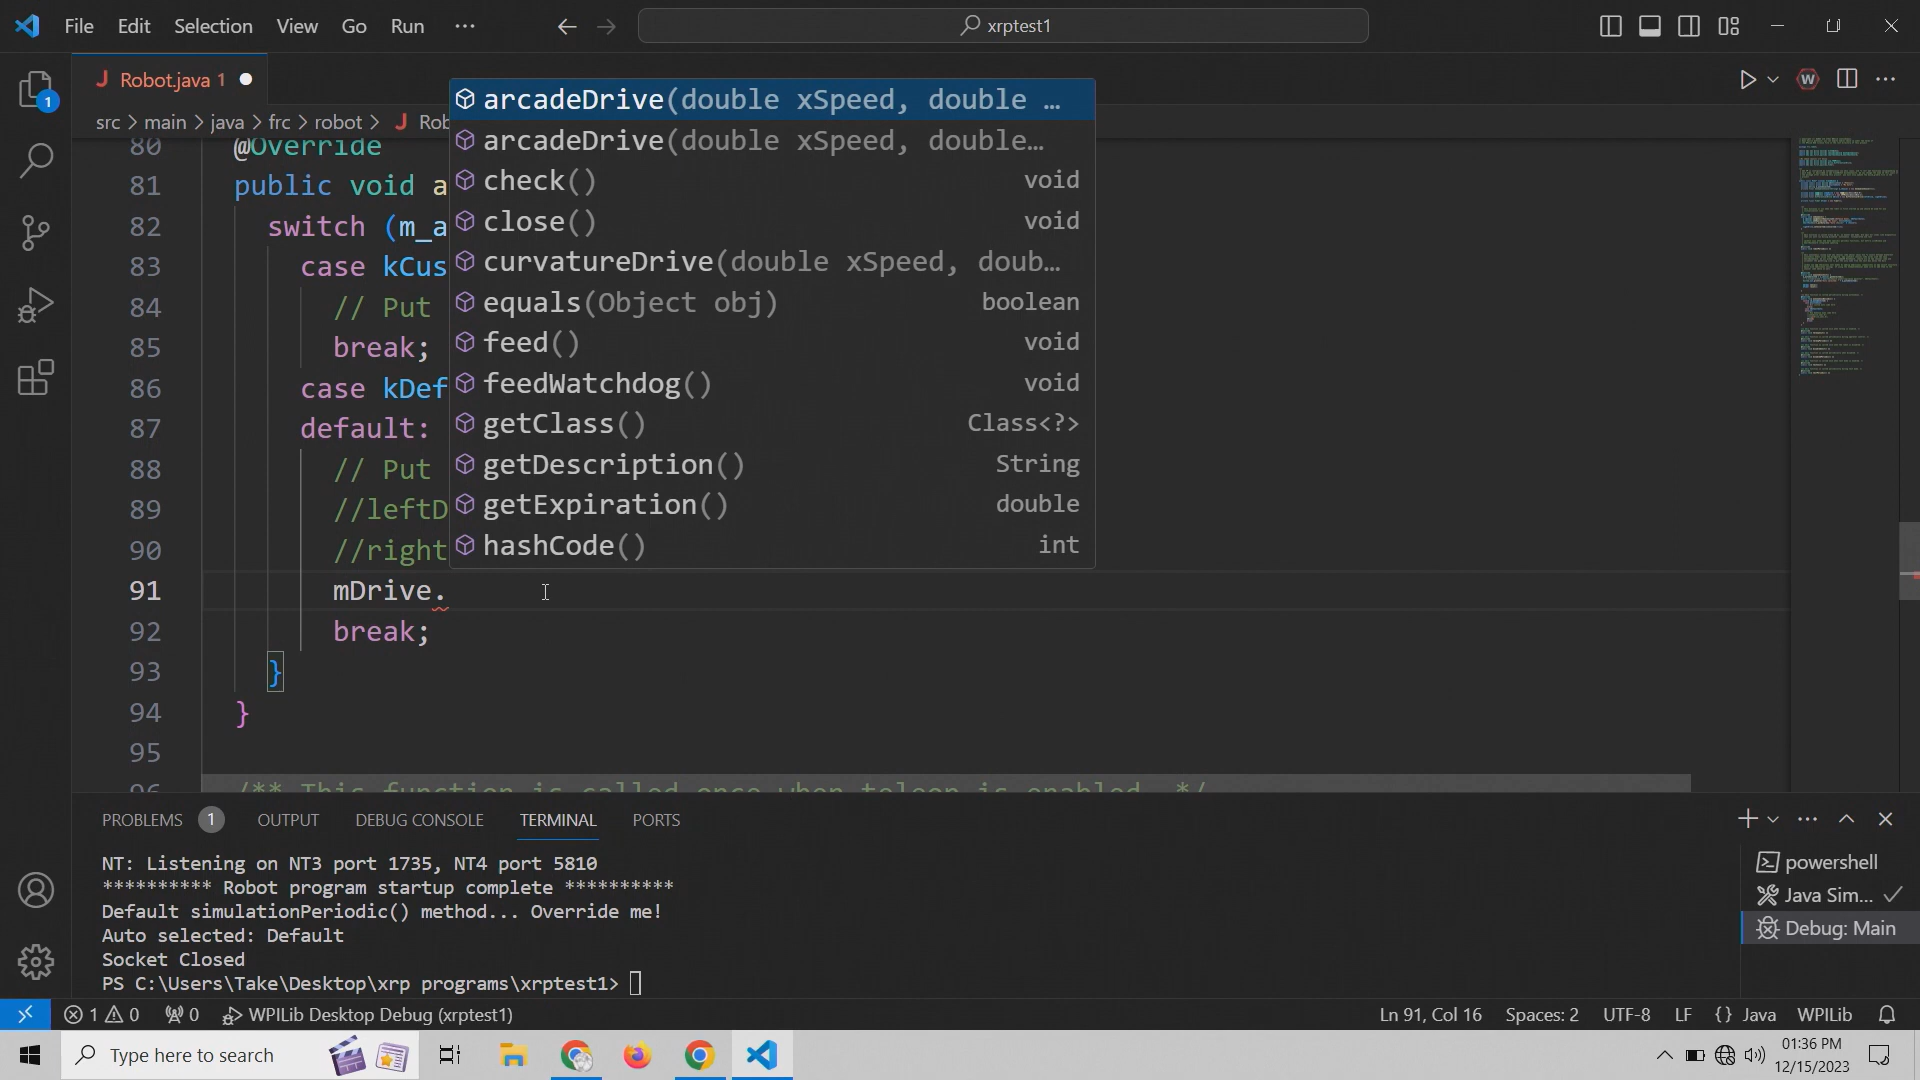 File Edit Selection View Go Run ··· xrptest1
Robot.java 1
src > main > java > frc > robot > Rob
80 @Override
81 public void a
82 switch (m_a
83 case kCus
84 // Put
85 break;
86 case kDef
87 default:
88 // Put
89 //leftD
90 //right
91 mDrive.
92 break;
93 }
94 }
95
96 /** This function is called once when teleop is enabled. */
arcadeDrive(double xSpeed, double …
arcadeDrive(double xSpeed, double…
check() void
close() void
curvatureDrive(double xSpeed, doub…
equals(Object obj) boolean
feed() void
feedWatchdog() void
getClass() Class<?>
getDescription() String
getExpiration() double
hashCode() int
PROBLEMS 1 OUTPUT DEBUG CONSOLE TERMINAL PORTS
NT: Listening on NT3 port 1735, NT4 port 5810
********** Robot program startup complete **********
Default simulationPeriodic() method... Override me!
Auto selected: Default
Socket Closed
PS C:\Users\Take\Desktop\xrp programs\xrptest1>
powershell
Java Sim...
Debug: Main
1 0 0 WPILib Desktop Debug (xrptest1) Ln 91, Col 16 Spaces: 2 UTF-8 LF {} Java WPILib
Type here to search
01:36 PM
12/15/2023